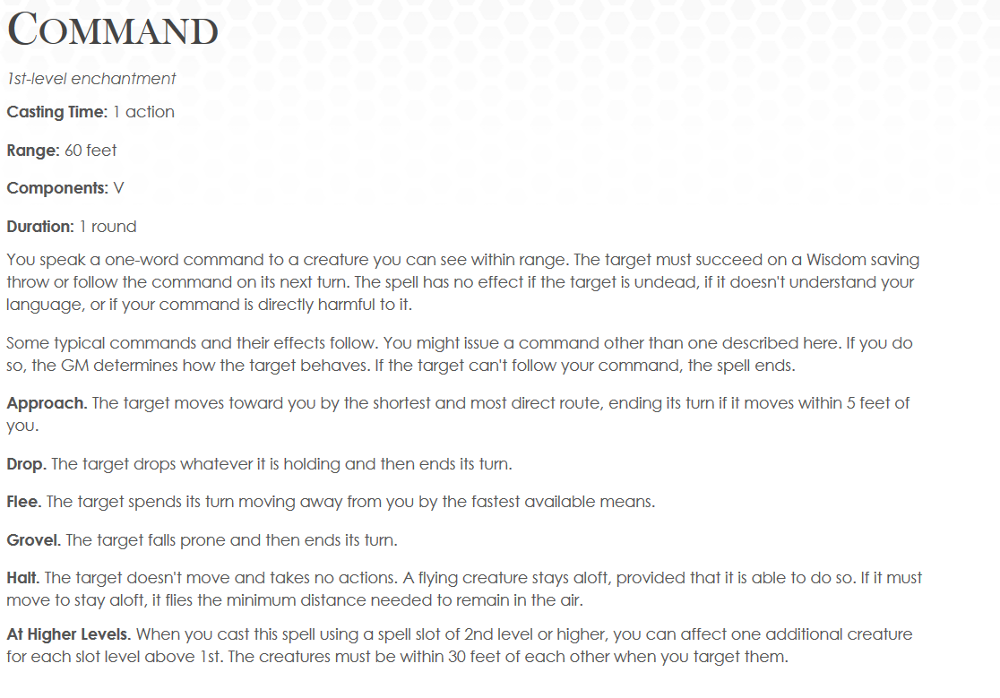 COMMAND
1st-level enchantment
Casting Time: 1 action
Range: 60 feet
Components: V
Duration: 1 round
You speak a one-word command to a creature you can see within range. The target must succeed on a Wisdom saving
throw or follow the command on its next turn. The spell has no effect if the target is undead, if it doesn't understand your
language, or if your command is directly harmful to it.
Some typical commands and their effects follow. You might issue a command other than one described here. If you do
so, the GM determines how the target behaves. If the target can't follow your command, the spell ends.
Approach. The target moves toward you by the shortest and most direct route, ending its turn if it moves within 5 feet of
you.
Drop. The target drops whatever it is holding and then ends its turn.
Flee. The target spends its turn moving away from you by the fastest available means.
Grovel. The target falls prone and then ends its turn.
Halt. The target doesn't move and takes no actions. A flying creature stays aloft, provided that it is able to do so. If it must
move to stay aloft, it flies the minimum distance needed to remain in the air.
At Higher Levels. When you cast this spell using a spell slot of 2nd level or higher, you can affect one additional creature
for each slot level above 1st. The creatures must be within 30 feet of each other when you target them.